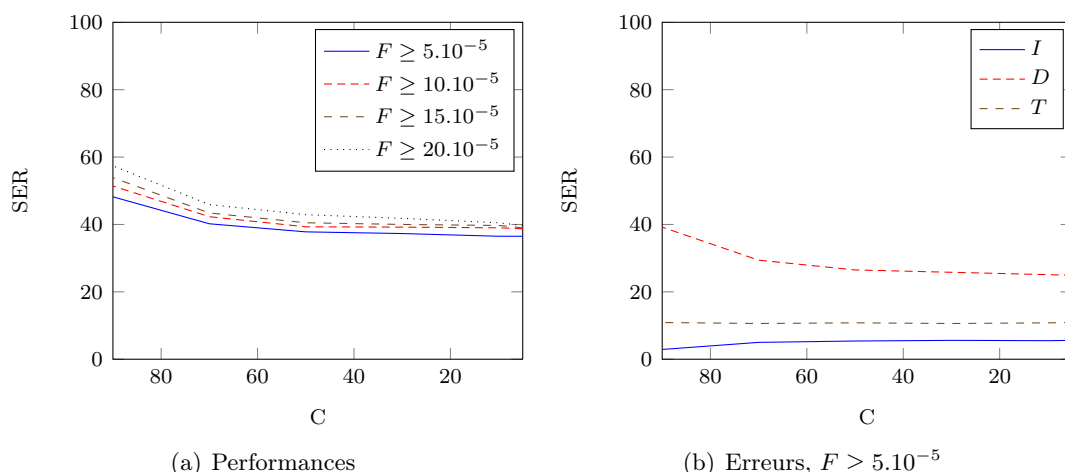 100
80
60
40
20
0
SER
80 60 40 20
C
F ≥ 5.10⁻⁵
F ≥ 10.10⁻⁵
F ≥ 15.10⁻⁵
F ≥ 20.10⁻⁵
(a) Performances
100
80
60
40
20
0
SER
80 60 40 20
C
I
D
T
(b) Erreurs, F ≥ 5.10⁻⁵